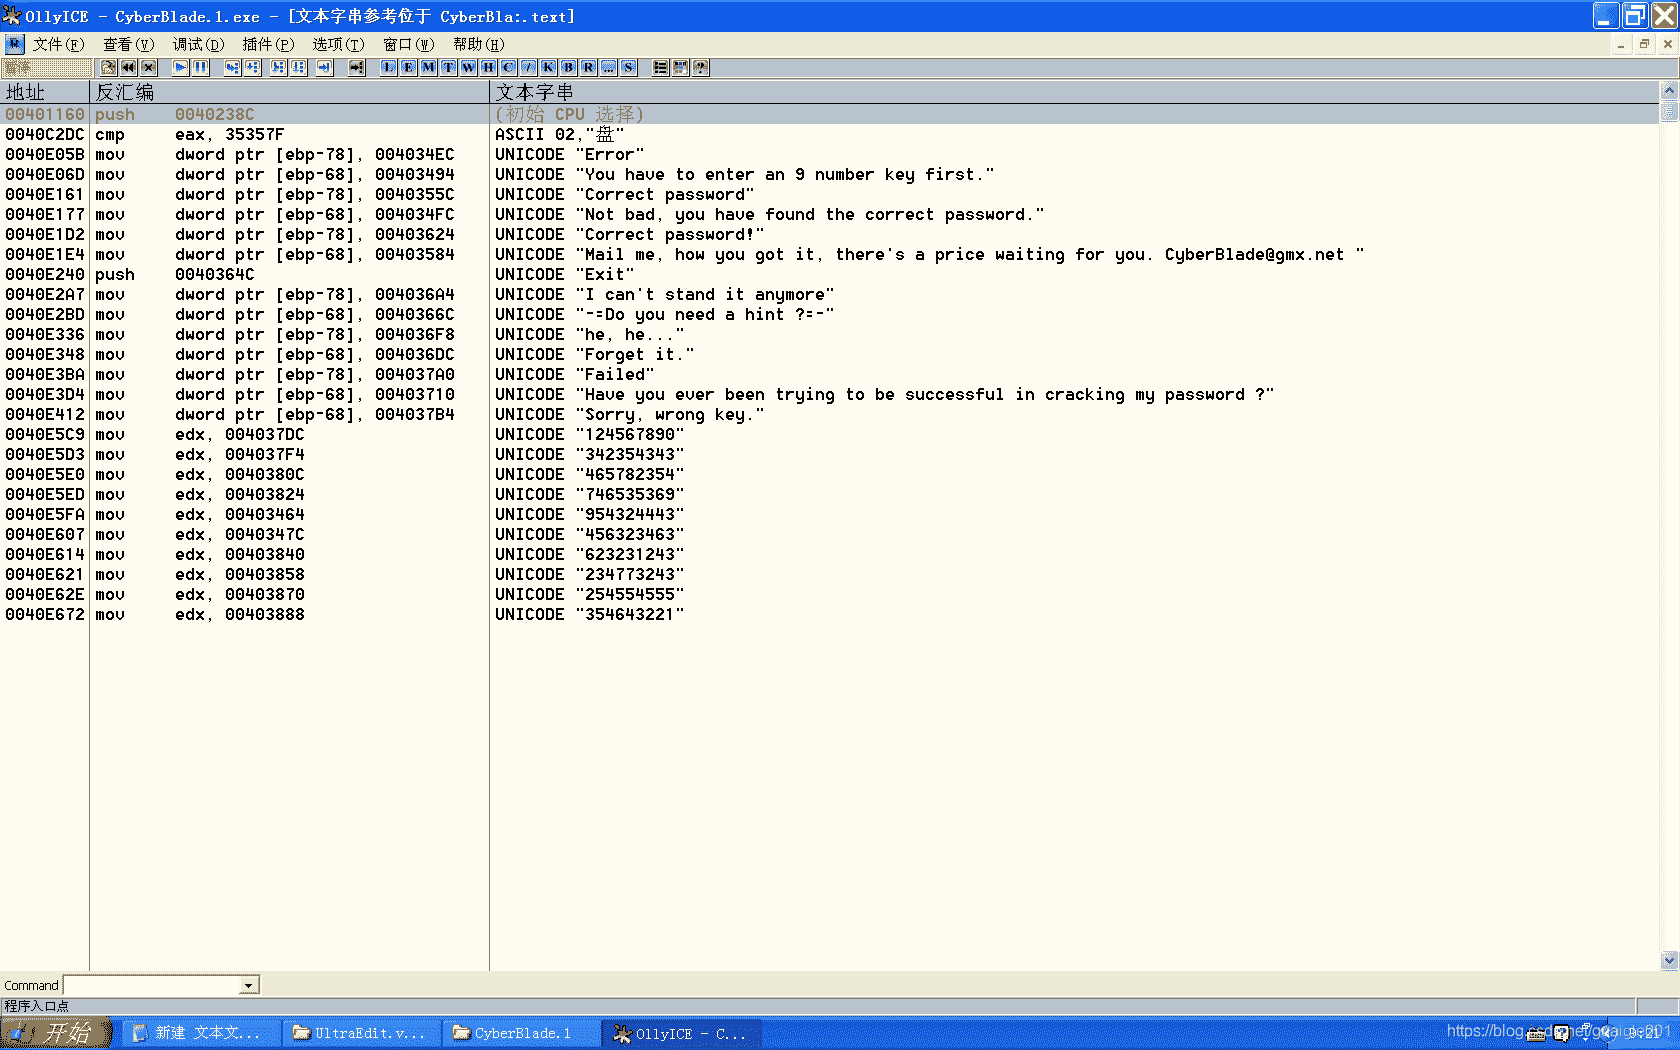 OllyICE - CyberBlade.1.exe - [文本字串参考位于 CyberBla:.text]
文件(F) 查看(V) 调试(D) 插件(P) 选项(T) 窗口(W) 帮助(H)
暂停 L E M T W H C / K B R ... S ?
地址 反汇编 文本字串
00401160 push 0040238C (初始 CPU 选择)
0040C2DC cmp eax, 35357F ASCII 02,"盘"
0040E05B mov dword ptr [ebp-78], 004034EC UNICODE "Error"
0040E06D mov dword ptr [ebp-68], 00403494 UNICODE "You have to enter an 9 number key first."
0040E161 mov dword ptr [ebp-78], 0040355C UNICODE "Correct password"
0040E177 mov dword ptr [ebp-68], 004034FC UNICODE "Not bad, you have found the correct password."
0040E1D2 mov dword ptr [ebp-78], 00403624 UNICODE "Correct password!"
0040E1E4 mov dword ptr [ebp-68], 00403584 UNICODE "Mail me, how you got it, there's a price waiting for you. CyberBlade@gmx.net "
0040E240 push 0040364C UNICODE "Exit"
0040E2A7 mov dword ptr [ebp-78], 004036A4 UNICODE "I can't stand it anymore"
0040E2BD mov dword ptr [ebp-68], 0040366C UNICODE "-=Do you need a hint ?=-"
0040E336 mov dword ptr [ebp-78], 004036F8 UNICODE "he, he..."
0040E348 mov dword ptr [ebp-68], 004036DC UNICODE "Forget it."
0040E3BA mov dword ptr [ebp-78], 004037A0 UNICODE "Failed"
0040E3D4 mov dword ptr [ebp-68], 00403710 UNICODE "Have you ever been trying to be successful in cracking my password ?"
0040E412 mov dword ptr [ebp-68], 004037B4 UNICODE "Sorry, wrong key."
0040E5C9 mov edx, 004037DC UNICODE "124567890"
0040E5D3 mov edx, 004037F4 UNICODE "342354343"
0040E5E0 mov edx, 0040380C UNICODE "465782354"
0040E5ED mov edx, 00403824 UNICODE "746535369"
0040E5FA mov edx, 00403464 UNICODE "954324443"
0040E607 mov edx, 0040347C UNICODE "456323463"
0040E614 mov edx, 00403840 UNICODE "623231243"
0040E621 mov edx, 00403858 UNICODE "234773243"
0040E62E mov edx, 00403870 UNICODE "254554555"
0040E672 mov edx, 00403888 UNICODE "354643221"
Command
程序入口点
开始 新建 文本文... UltraEdit.v... CyberBlade.1 OllyICE - C...